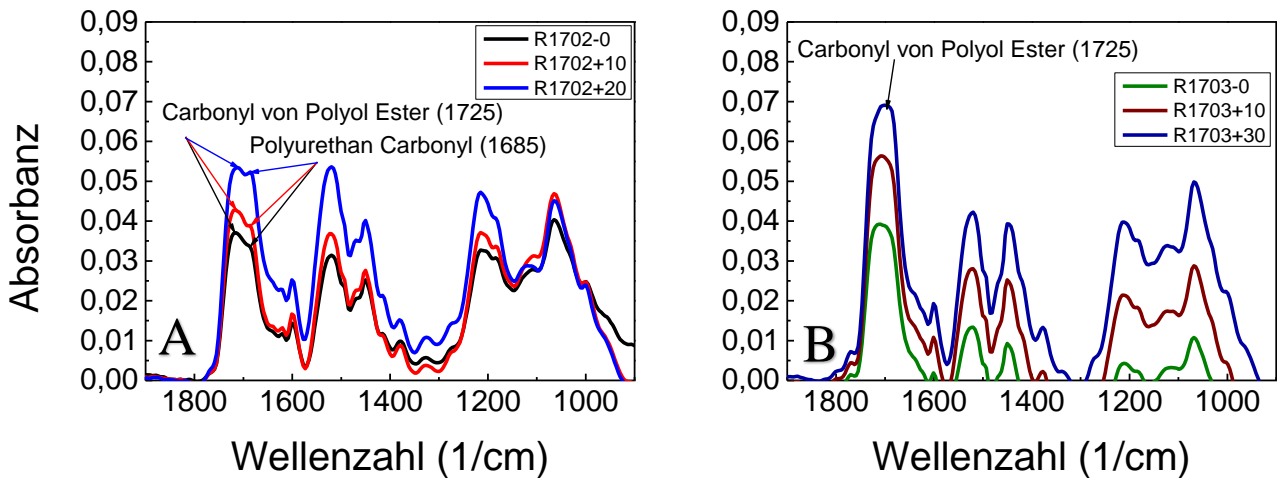 Absorbanz
0,09
0,08
0,07
0,06
0,05
0,04
0,03
0,02
0,01
0,00
R1702-0
R1702+10
R1702+20
Carbonyl von Polyol Ester (1725)
Polyurethan Carbonyl (1685)
A
1800 1600 1400 1200 1000
Wellenzahl (1/cm)
0,09
0,08
0,07
0,06
0,05
0,04
0,03
0,02
0,01
0,00
Carbonyl von Polyol Ester (1725)
R1703-0
R1703+10
R1703+30
B
1800 1600 1400 1200 1000
Wellenzahl (1/cm)